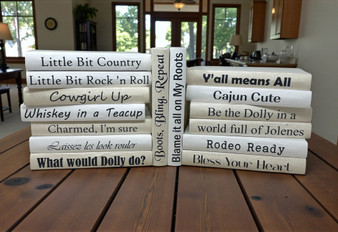 Little Bit Country
Little Bit Rock 'n Roll
Cowgirl Up
Whiskey in a Teacup
Charmed, I'm sure
Laissez les look rouler
What would Dolly do?
Boots, Bling, Repeat
Blame it all on My Roots
Y'all means All
Cajun Cute
Be the Dolly in a
world full of Jolenes
Rodeo Ready
Bless Your Heart